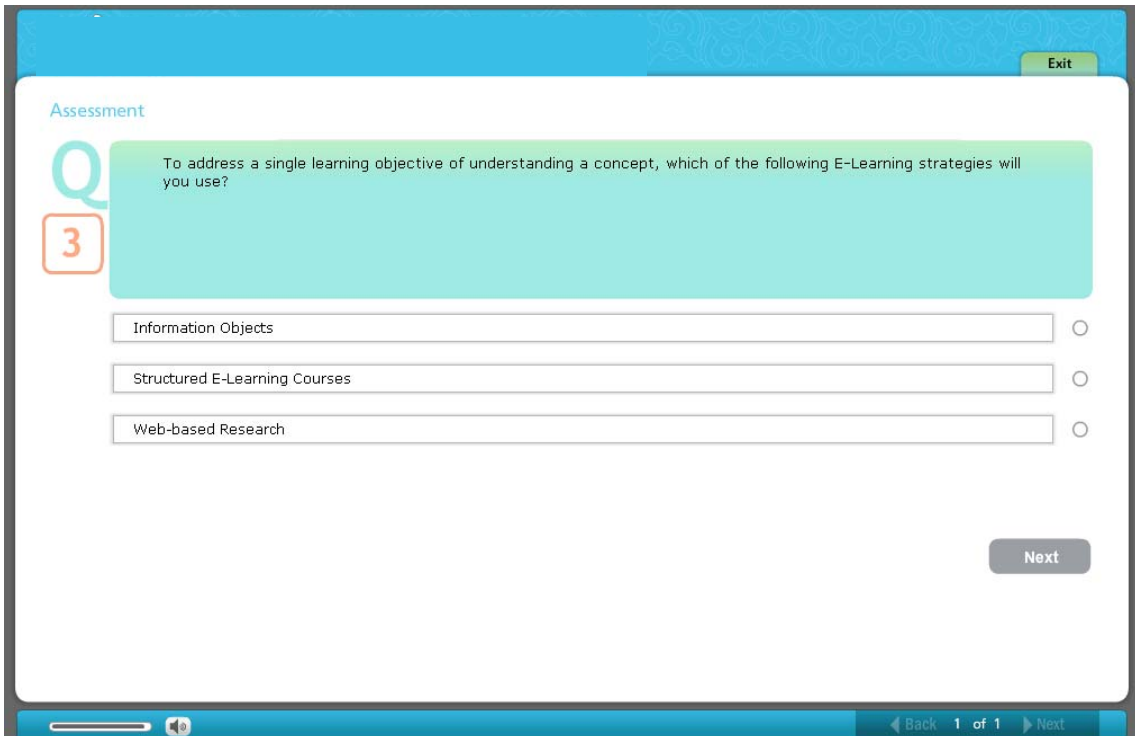 Exit
Assessment
Q
To address a single learning objective of understanding a concept, which of the following E-Learning strategies will
you use?
3
Information Objects
Structured E-Learning Courses
Web-based Research
Next
Back 1 of 1 Next